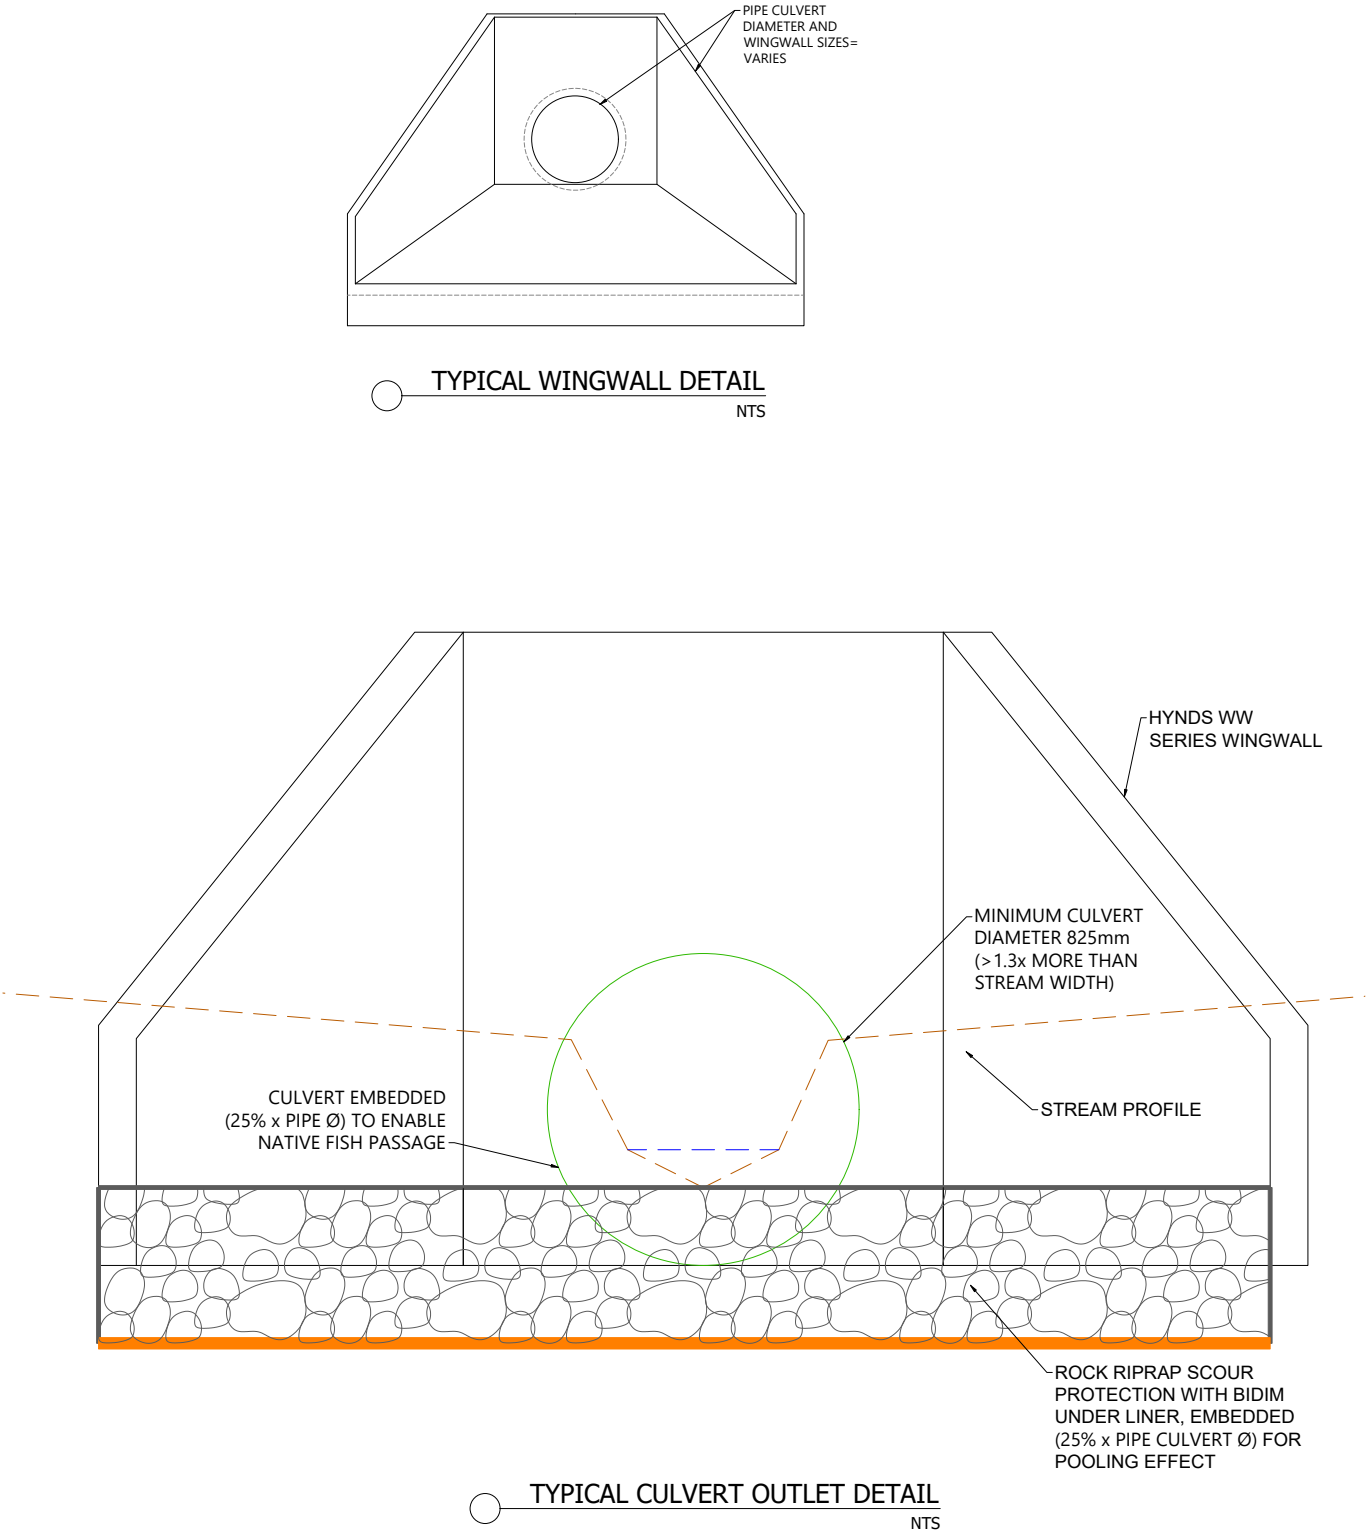 PIPE CULVERT
DIAMETER AND
WINGWALL SIZES=
VARIES
TYPICAL WINGWALL DETAIL
NTS
HYNDS WW
SERIES WINGWALL
MINIMUM CULVERT
DIAMETER 825mm
(>1.3x MORE THAN
STREAM WIDTH)
CULVERT EMBEDDED
(25% x PIPE Ø) TO ENABLE
NATIVE FISH PASSAGE
STREAM PROFILE
ROCK RIPRAP SCOUR
PROTECTION WITH BIDIM
UNDER LINER, EMBEDDED
(25% x PIPE CULVERT Ø) FOR
POOLING EFFECT
TYPICAL CULVERT OUTLET DETAIL
NTS